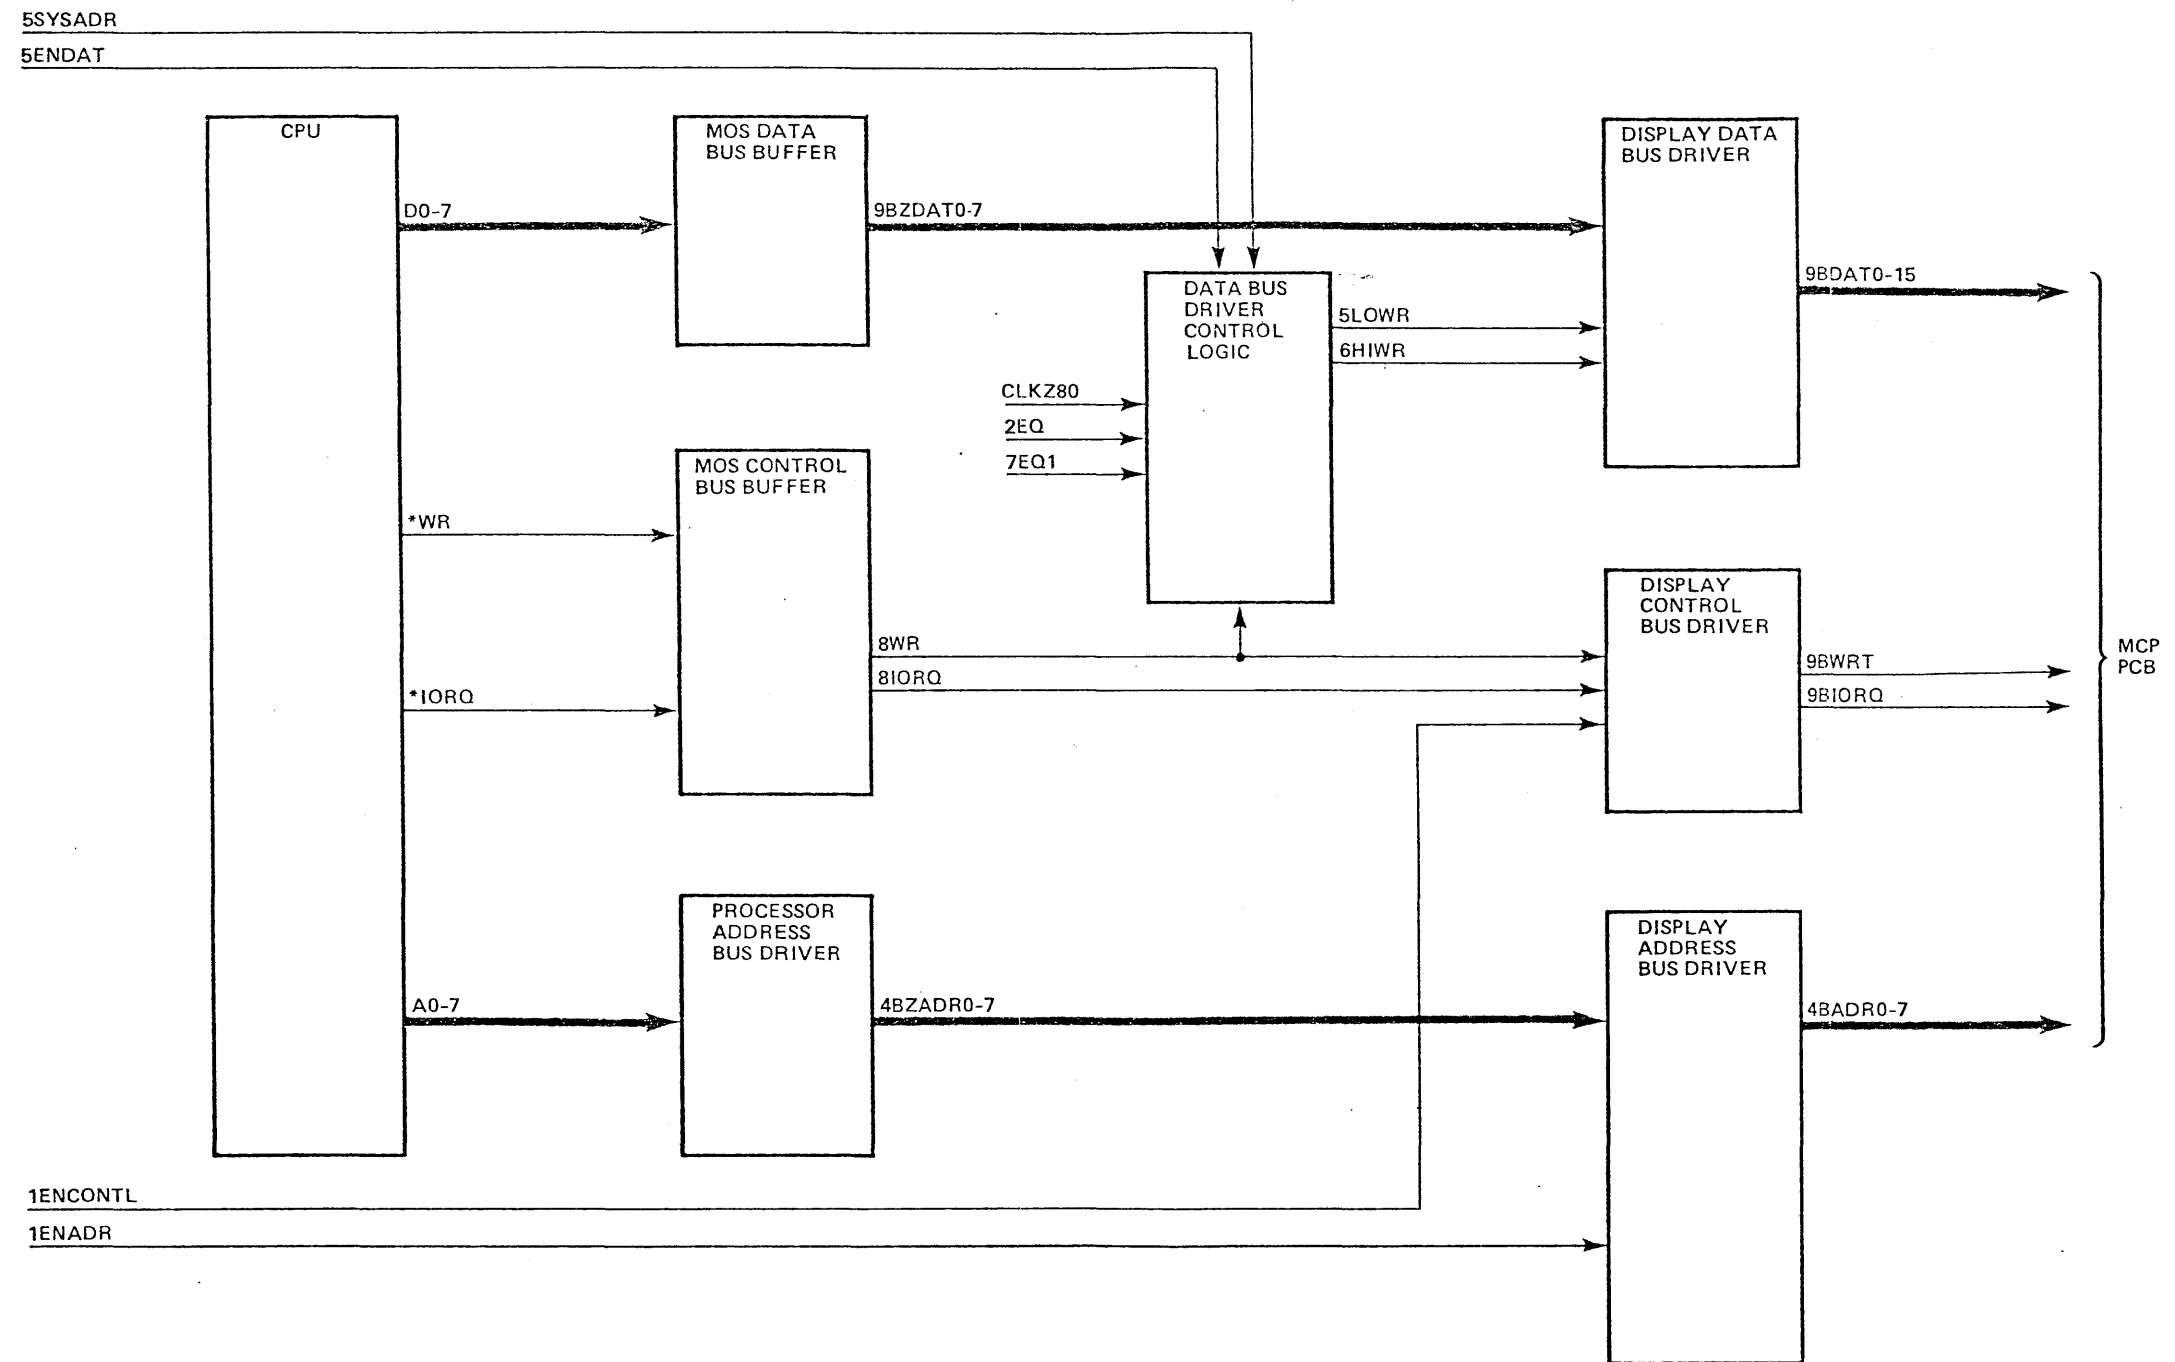 5SYSADR
5ENDAT
CPU
MOS DATA
BUS BUFFER
DISPLAY DATA
BUS DRIVER
D0-7
9BZDAT0-7
9BDAT0-15
DATA BUS
DRIVER
CONTROL
LOGIC
5LOWR
6HIWR
CLKZ80
2EQ
7EQ1
MOS CONTROL
BUS BUFFER
*WR
*IORQ
8WR
8IORQ
DISPLAY
CONTROL
BUS DRIVER
9BWRT
9BIORQ
MCP
PCB
PROCESSOR
ADDRESS
BUS DRIVER
DISPLAY
ADDRESS
BUS DRIVER
A0-7
4BZADR0-7
4BADR0-7
1ENCONTL
1ENADR